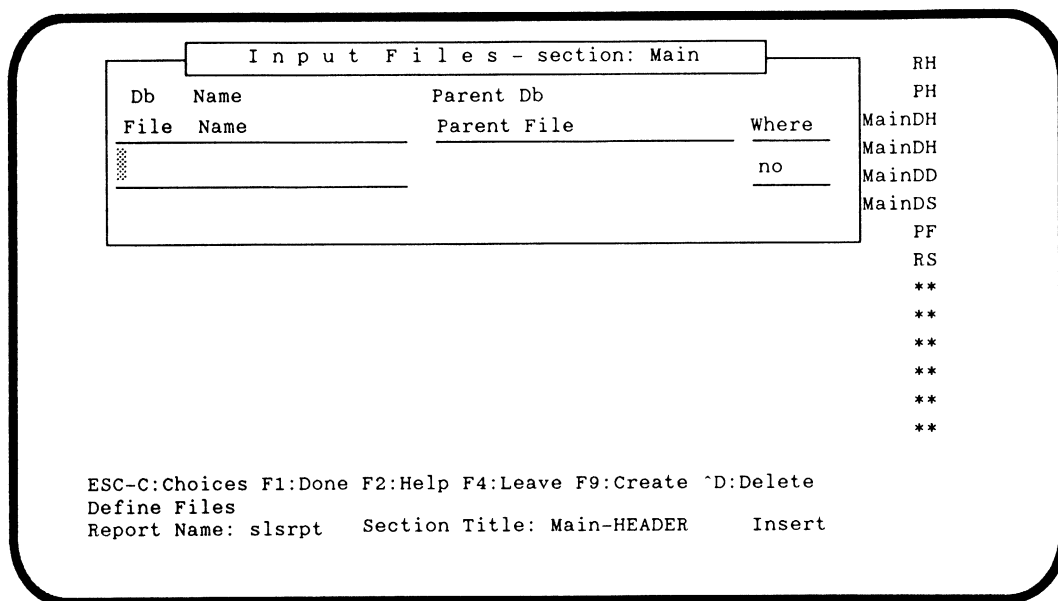 I n p u t  F i l e s – section: Main
RH
Db Name Parent Db PH
File Name Parent File Where MainDH
MainDH
no MainDD
MainDS
PF
RS
**
**
**
**
**
**
ESC-C:Choices F1:Done F2:Help F4:Leave F9:Create ^D:Delete
Define Files
Report Name: slsrpt Section Title: Main-HEADER Insert